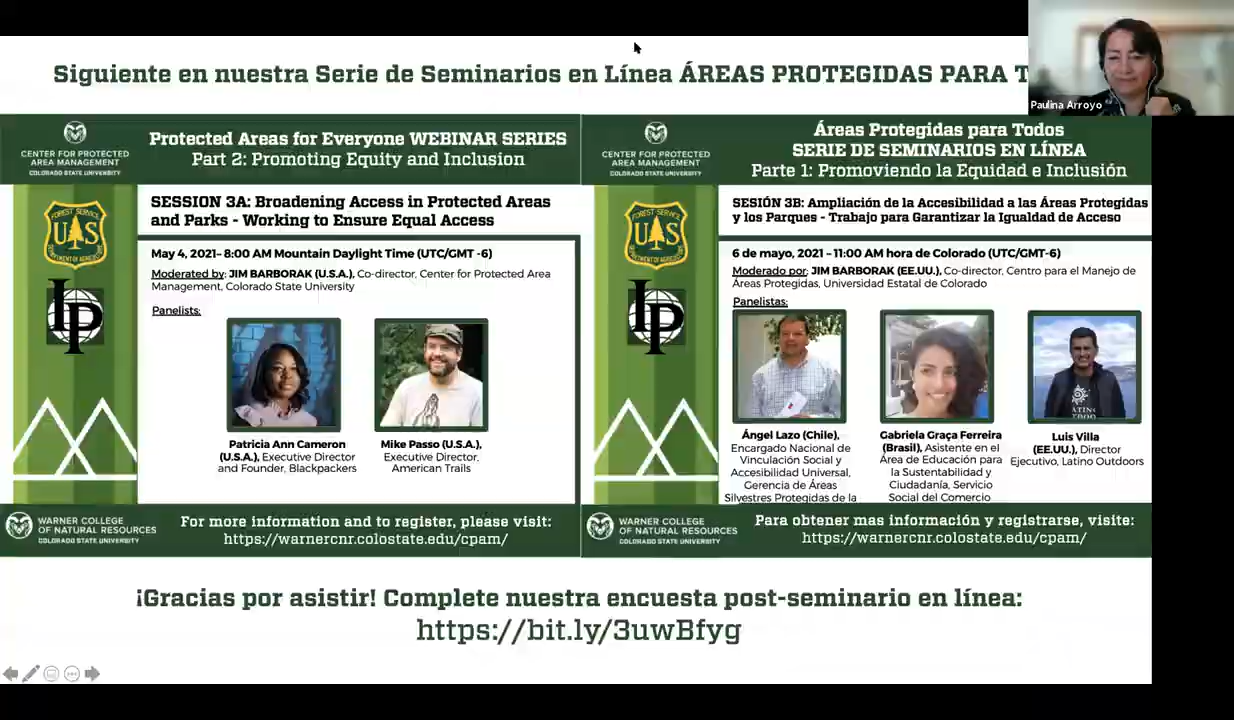 Siguiente en nuestra Serie de Seminarios en Línea ÁREAS PROTEGIDAS PARA T
Paulina Arroyo
CENTER FOR PROTECTED
AREA MANAGEMENT
COLORADO STATE UNIVERSITY
Protected Areas for Everyone WEBINAR SERIES
Part 2: Promoting Equity and Inclusion
FOREST SERVICE
U S
DEPARTMENT OF AGRICULTURE
IP
SESSION 3A: Broadening Access in Protected Areas
and Parks - Working to Ensure Equal Access
May 4, 2021– 8:00 AM Mountain Daylight Time (UTC/GMT -6)
Moderated by: JIM BARBORAK (U.S.A.), Co-director, Center for Protected Area
Management, Colorado State University
Panelists:
Patricia Ann Cameron
(U.S.A.), Executive Director
and Founder, Blackpackers
Mike Passo (U.S.A.),
Executive Director,
American Trails
WARNER COLLEGE
OF NATURAL RESOURCES
COLORADO STATE UNIVERSITY
For more information and to register, please visit:
https://warnercnr.colostate.edu/cpam/
CENTER FOR PROTECTED
AREA MANAGEMENT
COLORADO STATE UNIVERSITY
Áreas Protegidas para Todos
SERIE DE SEMINARIOS EN LÍNEA
Parte 1: Promoviendo la Equidad e Inclusión
FOREST SERVICE
U S
DEPARTMENT OF AGRICULTURE
IP
SESIÓN 3B: Ampliación de la Accesibilidad a las Áreas Protegidas
y los Parques - Trabajo para Garantizar la Igualdad de Acceso
6 de mayo, 2021 – 11:00 AM hora de Colorado (UTC/GMT-6)
Moderado por: JIM BARBORAK (EE.UU.), Co-director, Centro para el Manejo de
Áreas Protegidas, Universidad Estatal de Colorado
Panelistas:
Ángel Lazo (Chile),
Encargado Nacional de
Vinculación Social y
Accesibilidad Universal,
Gerencia de Áreas
Silvestres Protegidas de la
Gabriela Graça Ferreira
(Brasil), Asistente en el
Área de Educación para
la Sustentabilidad y
Ciudadanía, Servicio
Social del Comercio
Luis Villa
(EE.UU.), Director
Ejecutivo, Latino Outdoors
WARNER COLLEGE
OF NATURAL RESOURCES
COLORADO STATE UNIVERSITY
Para obtener mas información y registrarse, visite:
https://warnercnr.colostate.edu/cpam/
¡Gracias por asistir! Complete nuestra encuesta post-seminario en línea:
https://bit.ly/3uwBfyg